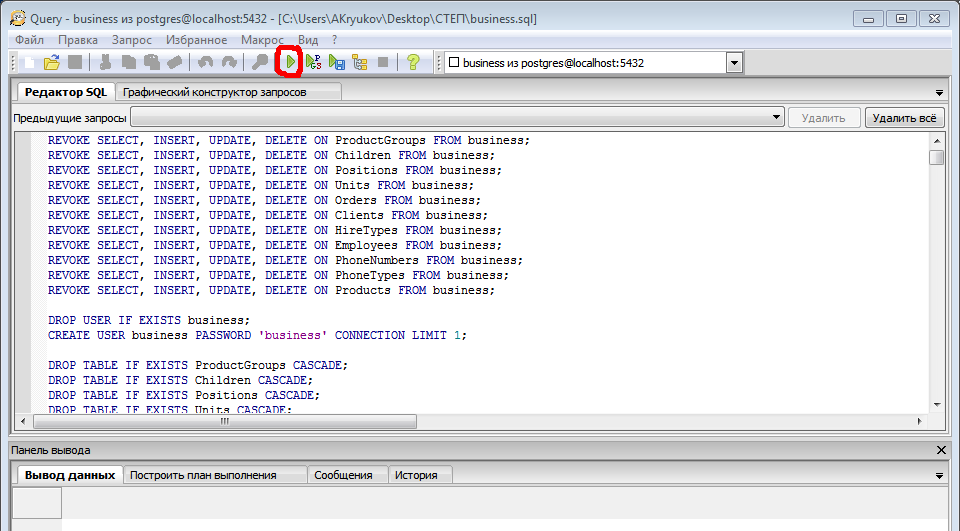 Query - business из postgres@localhost:5432 - [C:\Users\AKryukov\Desktop\СТЕП\business.sql]
Файл Правка Запрос Избранное Макрос Вид ?
business из postgres@localhost:5432
Редактор SQL Графический конструктор запросов
Предыдущие запросы Удалить Удалить всё
REVOKE SELECT, INSERT, UPDATE, DELETE ON ProductGroups FROM business;
REVOKE SELECT, INSERT, UPDATE, DELETE ON Children FROM business;
REVOKE SELECT, INSERT, UPDATE, DELETE ON Positions FROM business;
REVOKE SELECT, INSERT, UPDATE, DELETE ON Units FROM business;
REVOKE SELECT, INSERT, UPDATE, DELETE ON Orders FROM business;
REVOKE SELECT, INSERT, UPDATE, DELETE ON Clients FROM business;
REVOKE SELECT, INSERT, UPDATE, DELETE ON HireTypes FROM business;
REVOKE SELECT, INSERT, UPDATE, DELETE ON Employees FROM business;
REVOKE SELECT, INSERT, UPDATE, DELETE ON PhoneNumbers FROM business;
REVOKE SELECT, INSERT, UPDATE, DELETE ON PhoneTypes FROM business;
REVOKE SELECT, INSERT, UPDATE, DELETE ON Products FROM business;
DROP USER IF EXISTS business;
CREATE USER business PASSWORD 'business' CONNECTION LIMIT 1;
DROP TABLE IF EXISTS ProductGroups CASCADE;
DROP TABLE IF EXISTS Children CASCADE;
DROP TABLE IF EXISTS Positions CASCADE;
DROP TABLE IF EXISTS Units CASCADE;
Панель вывода
Вывод данных Построить план выполнения Сообщения История